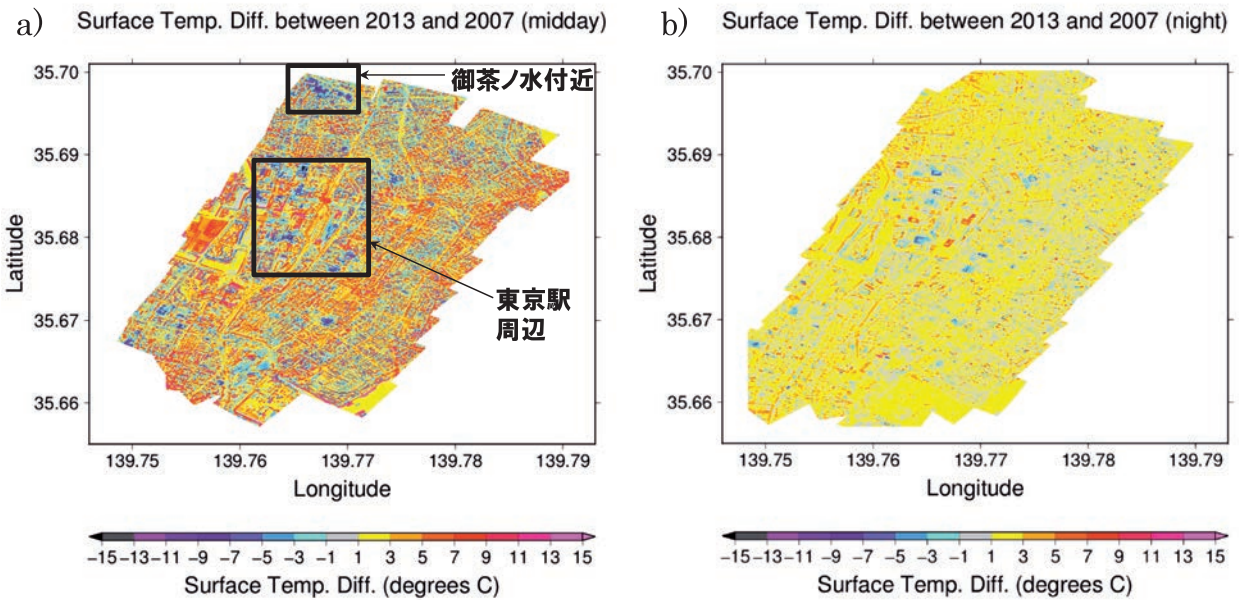 a)
Surface Temp. Diff. between 2013 and 2007 (midday)
35.70
35.69
35.68
35.67
35.66
Latitude
御茶ノ水付近
東京駅
周辺
139.75 139.76 139.77 139.78 139.79
Longitude
−15 −13 −11 −9 −7 −5 −3 −1 1 3 5 7 9 11 13 15
Surface Temp. Diff. (degrees C)
b)
Surface Temp. Diff. between 2013 and 2007 (night)
35.70
35.69
35.68
35.67
35.66
Latitude
139.75 139.76 139.77 139.78 139.79
Longitude
−15 −13 −11 −9 −7 −5 −3 −1 1 3 5 7 9 11 13 15
Surface Temp. Diff. (degrees C)